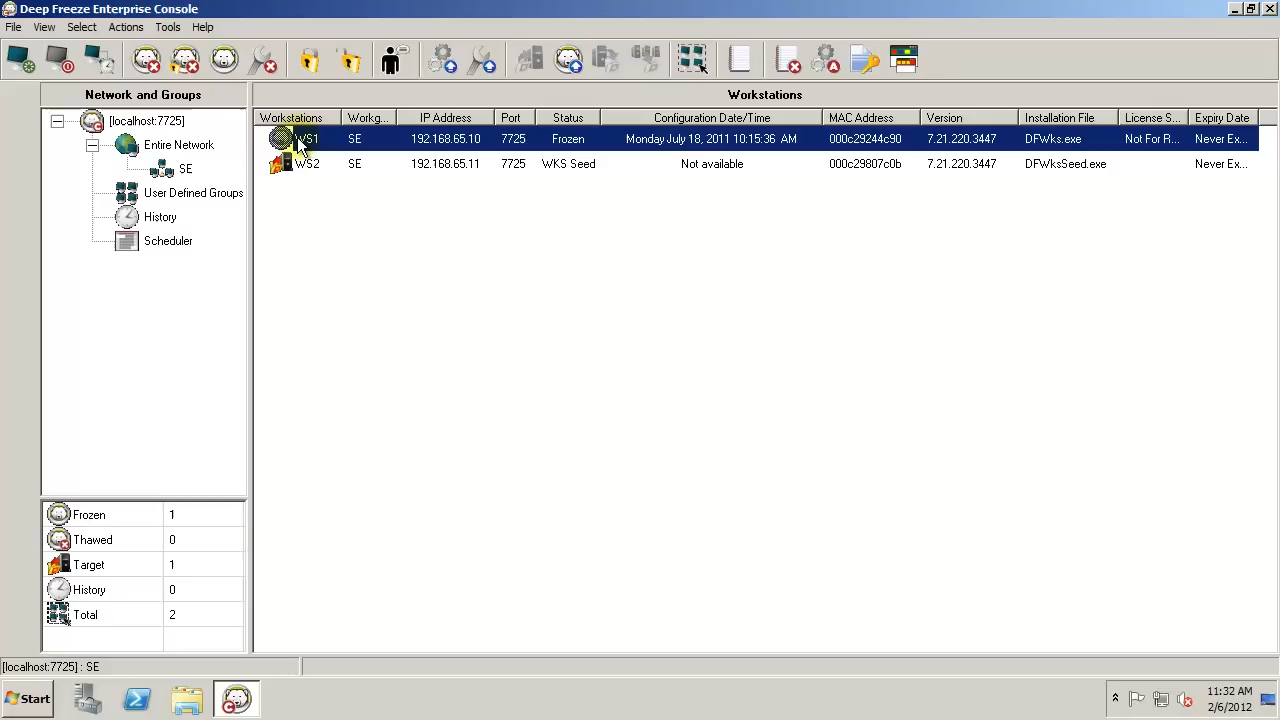 Deep Freeze Enterprise Console
File View Select Actions Tools Help
Network and Groups
Workstations
[localhost:7725]
Entire Network
SE
User Defined Groups
History
Scheduler
Workstations Workg... IP Address Port Status Configuration Date/Time MAC Address Version Installation File License S... Expiry Date
WS1 SE 192.168.65.10 7725 Frozen Monday July 18, 2011 10:15:36 AM 000c29244c90 7.21.220.3447 DFWks.exe Not For R... Never Ex...
WS2 SE 192.168.65.11 7725 WKS Seed Not available 000c29807c0b 7.21.220.3447 DFWksSeed.exe Never Ex...
Frozen 1
Thawed 0
Target 1
History 0
Total 2
[localhost:7725] : SE
Start
11:32 AM
2/6/2012